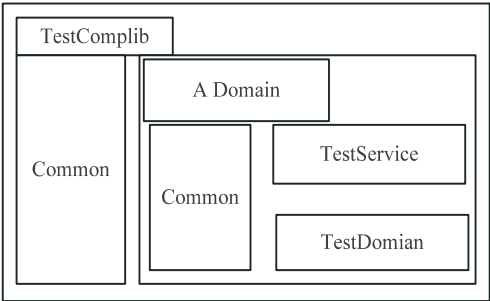 TestComplib
A Domain
Common
Common
TestService
TestDomian